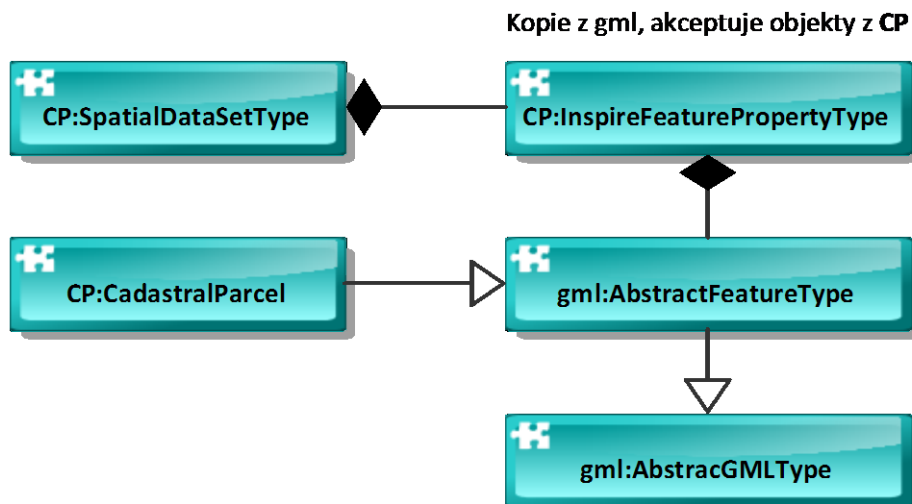 Kopie z gml, akceptuje objekty z CP
CP:SpatialDataSetType
CP:InspireFeaturePropertyType
CP:CadastralParcel
gml:AbstractFeatureType
gml:AbstracGMLType